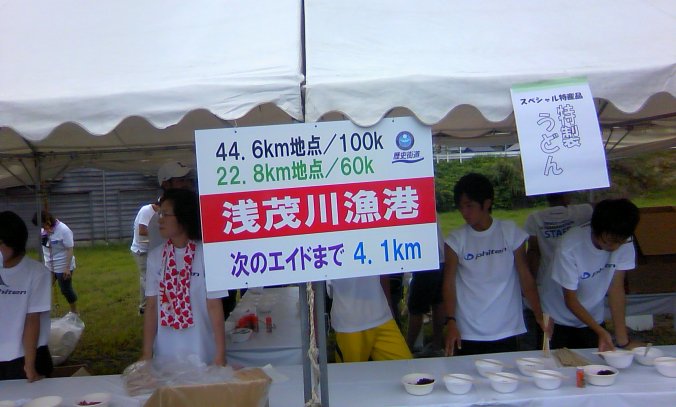 44.6km地点/100k
22.8km地点/60k
歴史街道
浅茂川漁港
次のエイドまで 4.1km
スペシャル特産品
特製
うどん
phiten
phiten
phiten
STAFF